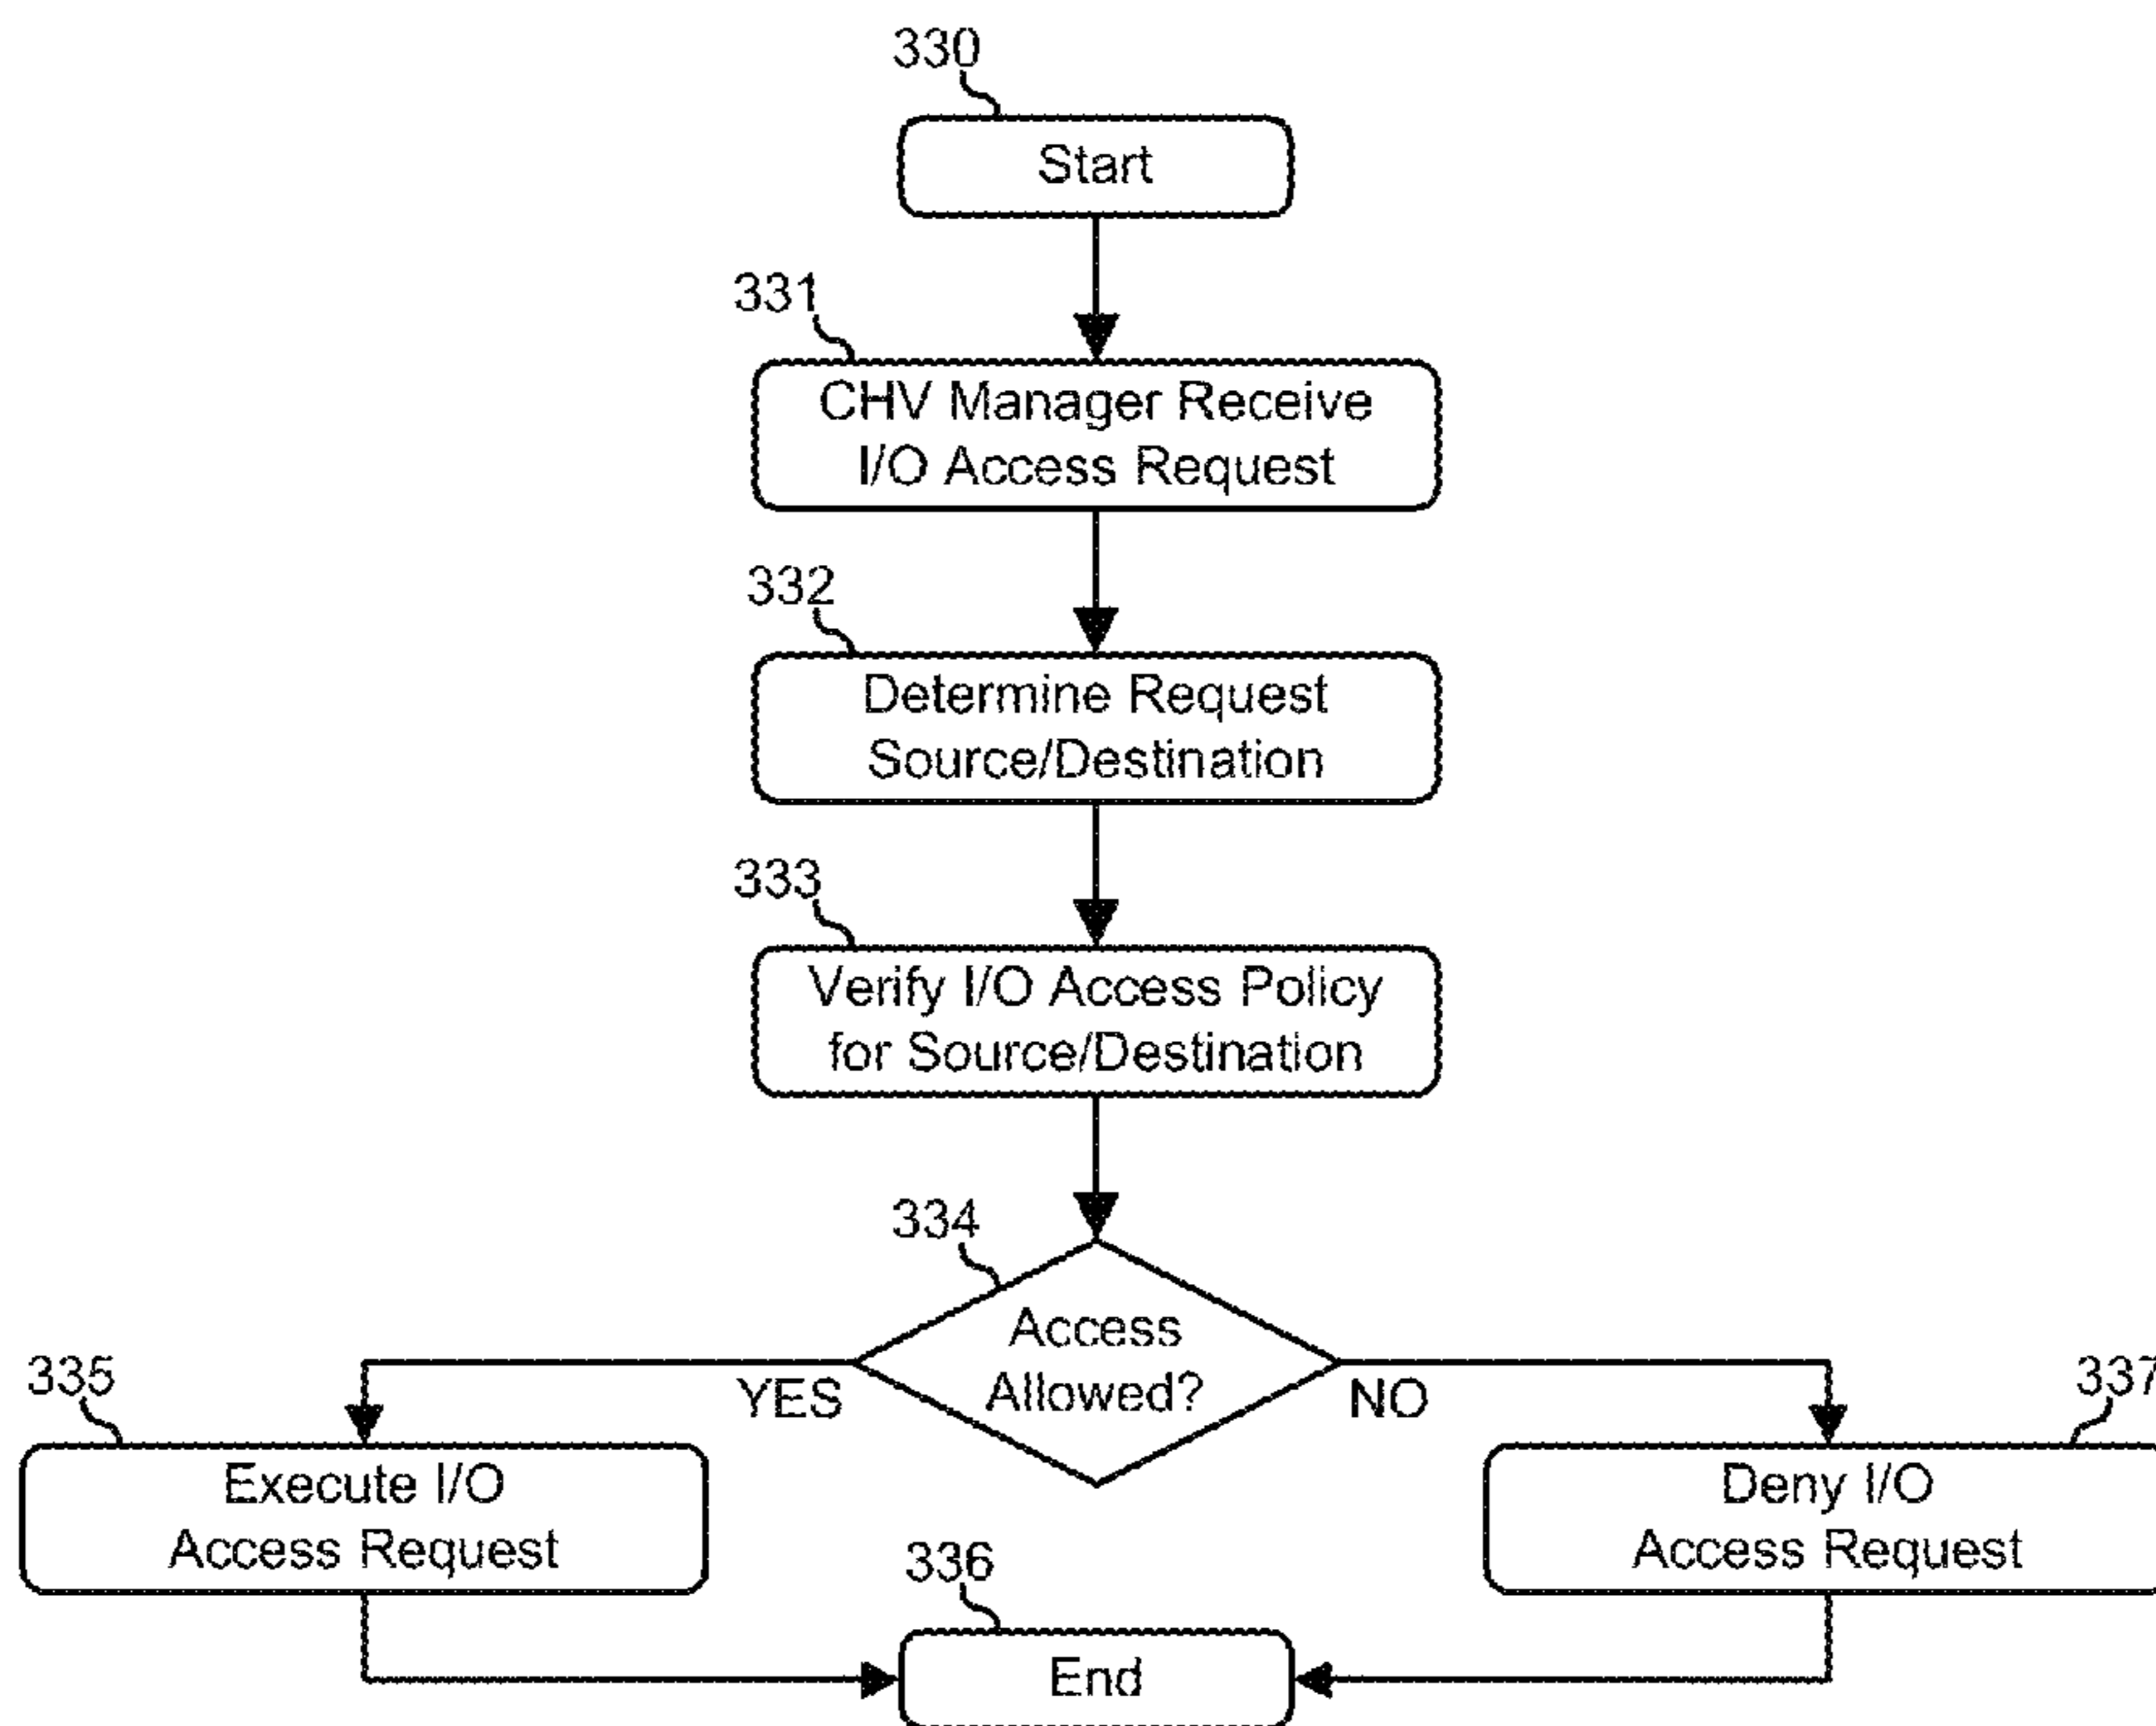 330
Start
331
CHV Manager Receive
I/O Access Request
332
Determine Request
Source/Destination
333
Verify I/O Access Policy
for Source/Destination
334
Access
Allowed?
YES
NO
335
Execute I/O
Access Request
337
Deny I/O
Access Request
336
End